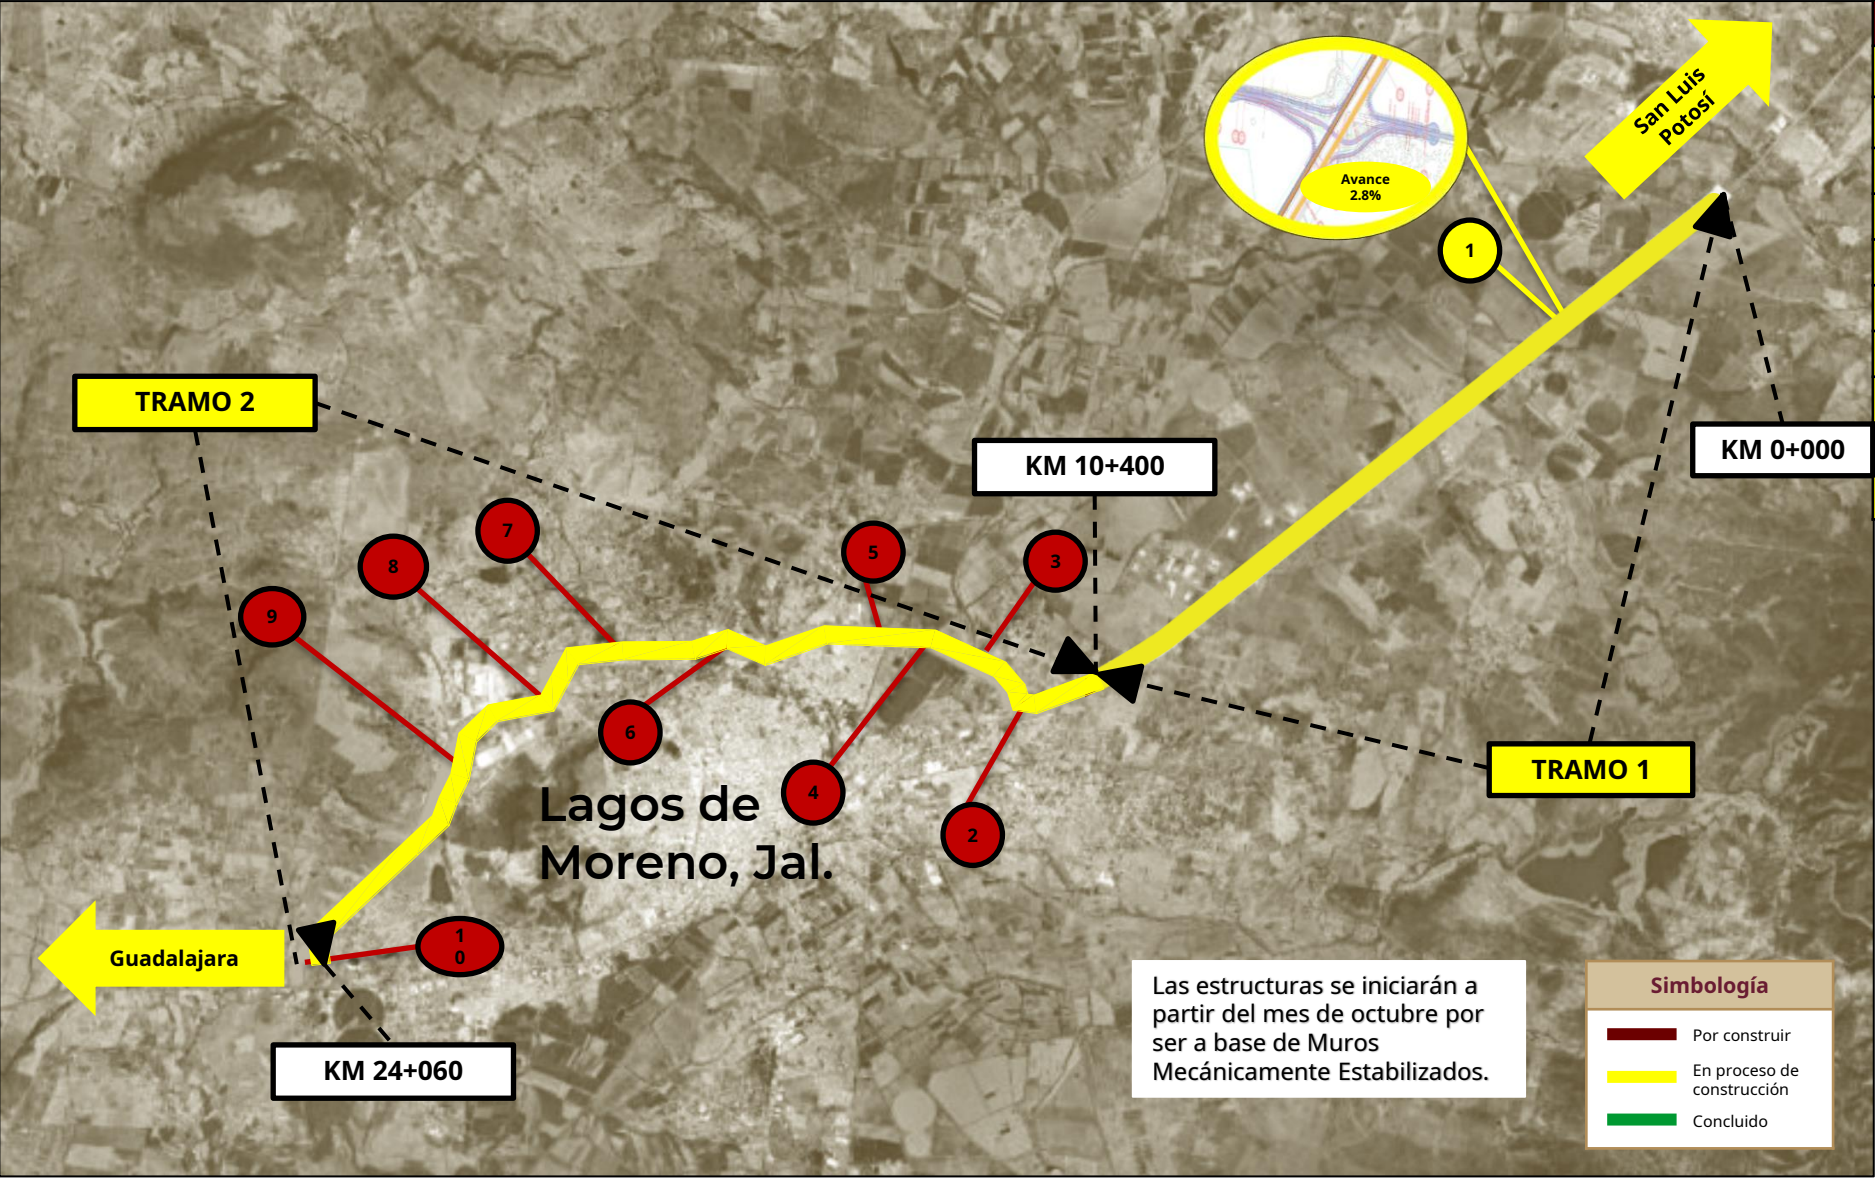 San Luis
Potosí
Avance
2.8%
1
TRAMO 2
KM 10+400
KM 0+000
7
5
3
8
9
6
4
2
TRAMO 1
Lagos de
Moreno, Jal.
1
0
Guadalajara
KM 24+060
Las estructuras se iniciarán a
partir del mes de octubre por
ser a base de Muros
Mecánicamente Estabilizados.
Simbología
Por construir
En proceso de
construcción
Concluido